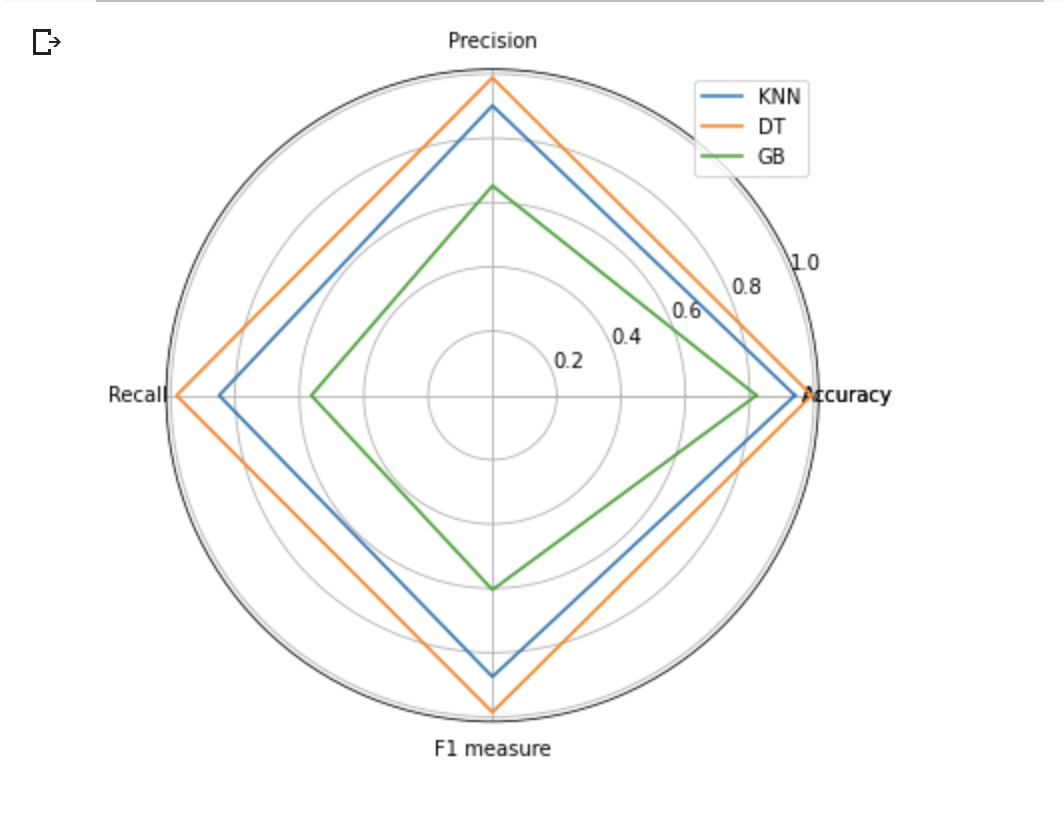 Precision
KNN
DT
GB
1.0
0.8
0.6
0.4
0.2
Recall
Accuracy
F1 measure